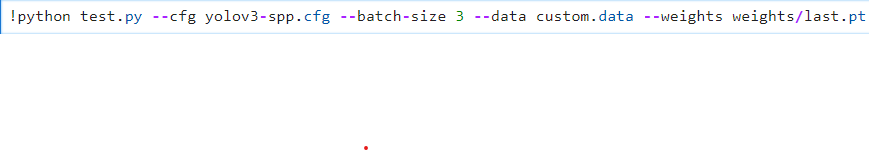 !python test.py --cfg yolov3-spp.cfg --batch-size 3 --data custom.data --weights weights/last.pt